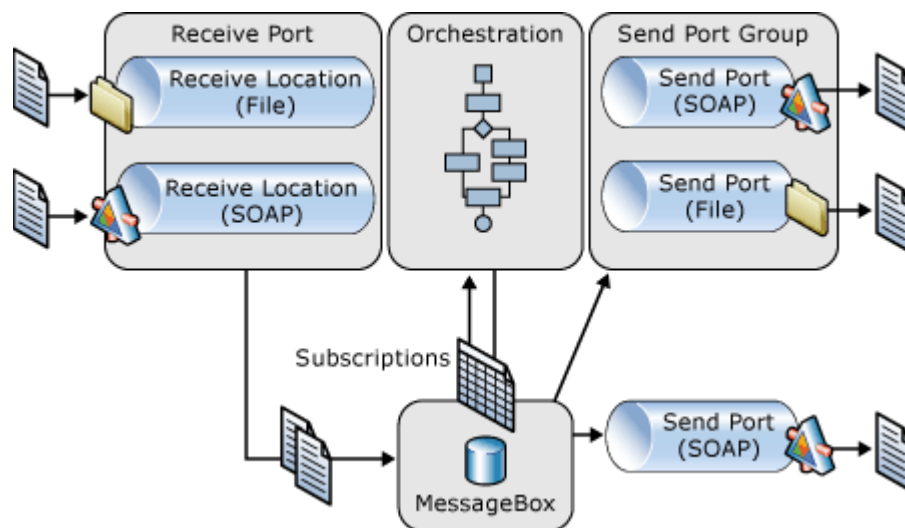 Receive Port
Receive Location
(File)
Receive Location
(SOAP)
Orchestration
Send Port Group
Send Port
(SOAP)
Send Port
(File)
Subscriptions
MessageBox
Send Port
(SOAP)